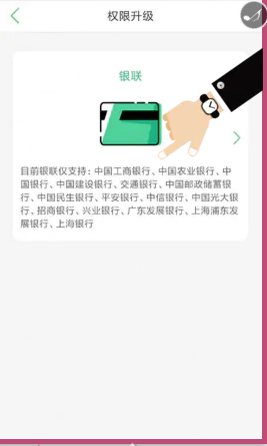 权限升级
银联
目前银联仅支持：中国工商银行、中国农业银行、中
国银行、中国建设银行、交通银行、中国邮政储蓄银
行、中国民生银行、平安银行、中信银行、中国光大银
行、招商银行、兴业银行、广东发展银行、上海浦东发
展银行、上海银行